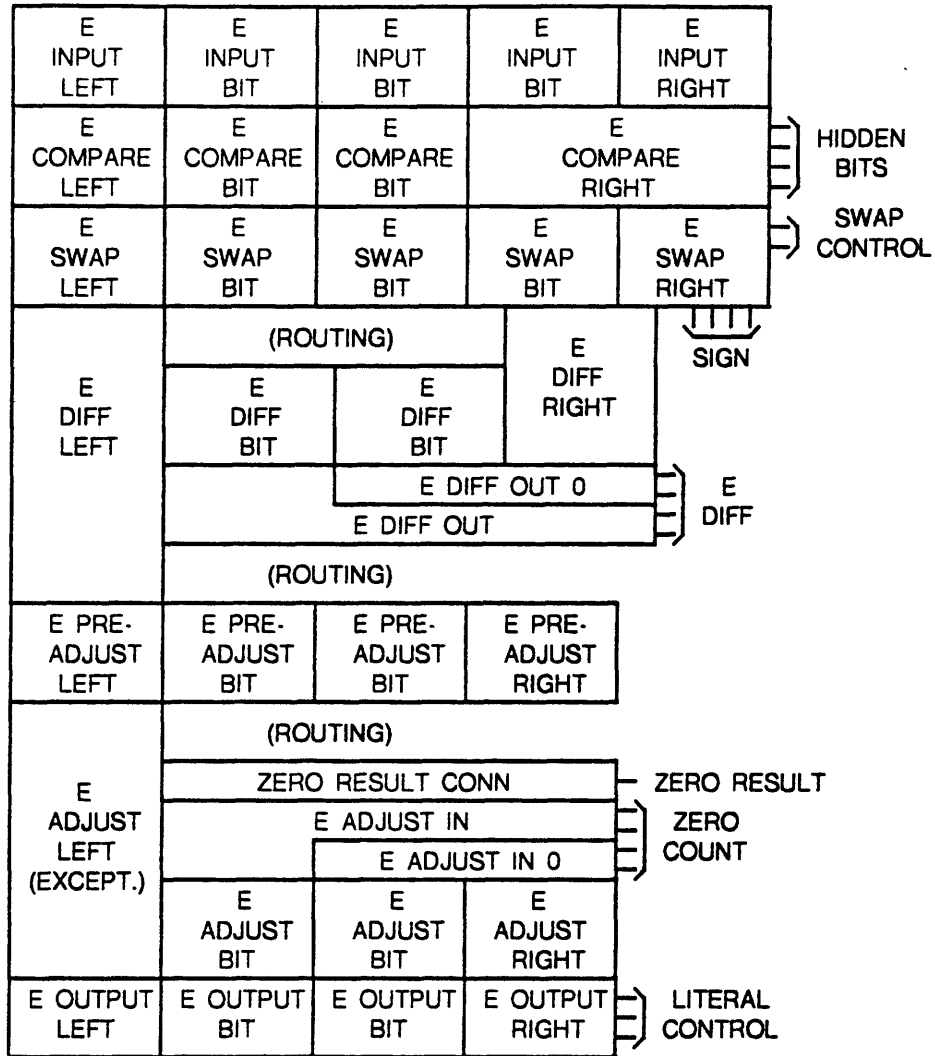 E INPUT LEFT
E INPUT BIT
E INPUT BIT
E INPUT BIT
E INPUT RIGHT
E COMPARE LEFT
E COMPARE BIT
E COMPARE BIT
E COMPARE RIGHT
HIDDEN BITS
E SWAP LEFT
E SWAP BIT
E SWAP BIT
E SWAP BIT
E SWAP RIGHT
SWAP CONTROL
SIGN
E DIFF LEFT
(ROUTING)
E DIFF BIT
E DIFF BIT
E DIFF RIGHT
E DIFF OUT 0
E DIFF OUT
E DIFF
(ROUTING)
E PRE-ADJUST LEFT
E PRE-ADJUST BIT
E PRE-ADJUST BIT
E PRE-ADJUST RIGHT
E ADJUST LEFT (EXCEPT.)
(ROUTING)
ZERO RESULT CONN
ZERO RESULT
E ADJUST IN
E ADJUST IN 0
ZERO COUNT
E ADJUST BIT
E ADJUST BIT
E ADJUST RIGHT
E OUTPUT LEFT
E OUTPUT BIT
E OUTPUT BIT
E OUTPUT RIGHT
LITERAL CONTROL